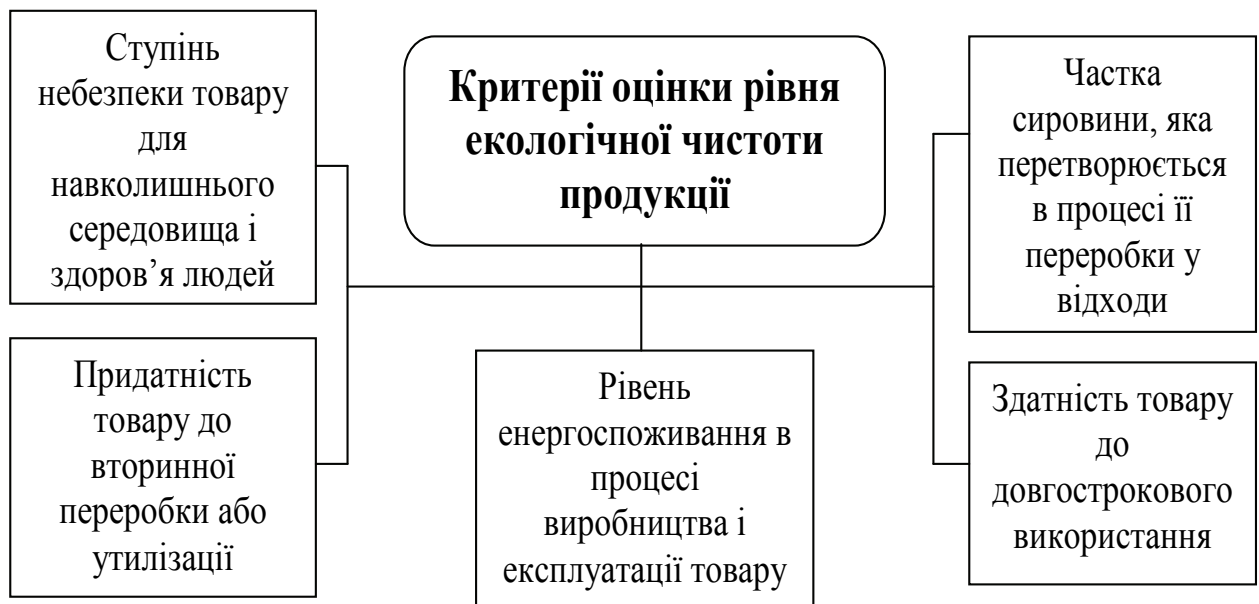 Ступінь
небезпеки товару
для
навколишнього
середовища і
здоров’я людей
Критерії оцінки рівня
екологічної чистоти
продукції
Частка
сировини, яка
перетворюється
в процесі її
переробки у
відходи
Придатність
товару до
вторинної
переробки або
утилізації
Рівень
енергоспоживання в
процесі
виробництва і
експлуатації товару
Здатність товару
до
довгострокового
використання